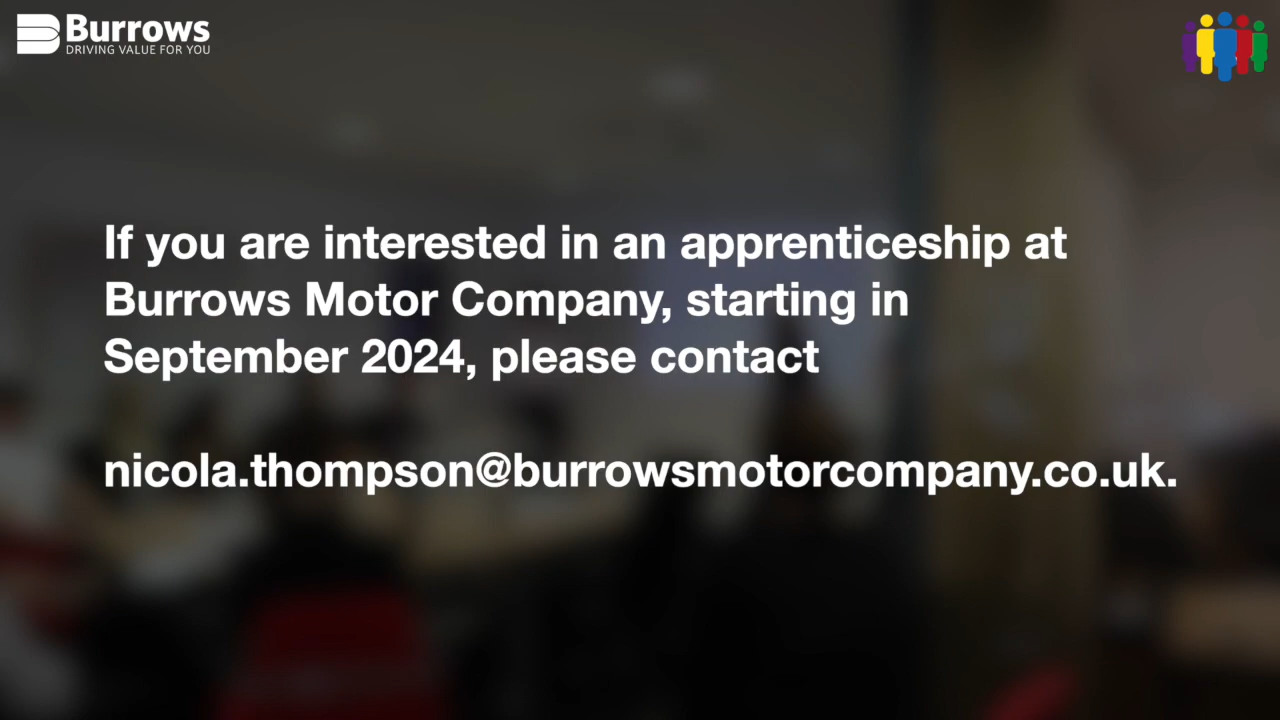 Burrows
DRIVING VALUE FOR YOU
If you are interested in an apprenticeship at
Burrows Motor Company, starting in
September 2024, please contact
nicola.thompson@burrowsmotorcompany.co.uk.